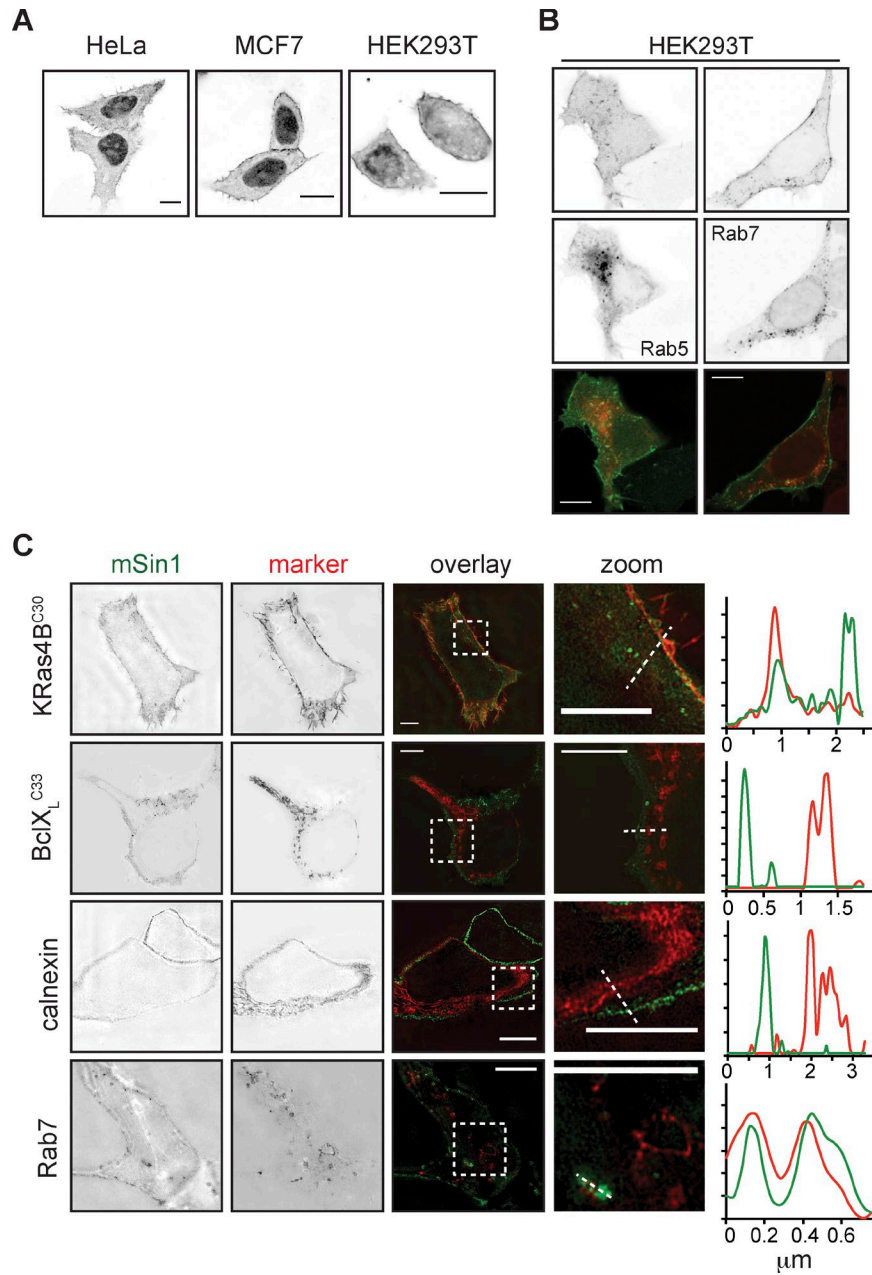 A
HeLa MCF7 HEK293T
B
HEK293T
Rab7
Rab5
C
mSin1 marker overlay zoom
KRas4B^C30
0 1 2
BclX_L^C33
0 0.5 1 1.5
calnexin
0 1 2 3
Rab7
0 0.2 0.4 0.6
μm